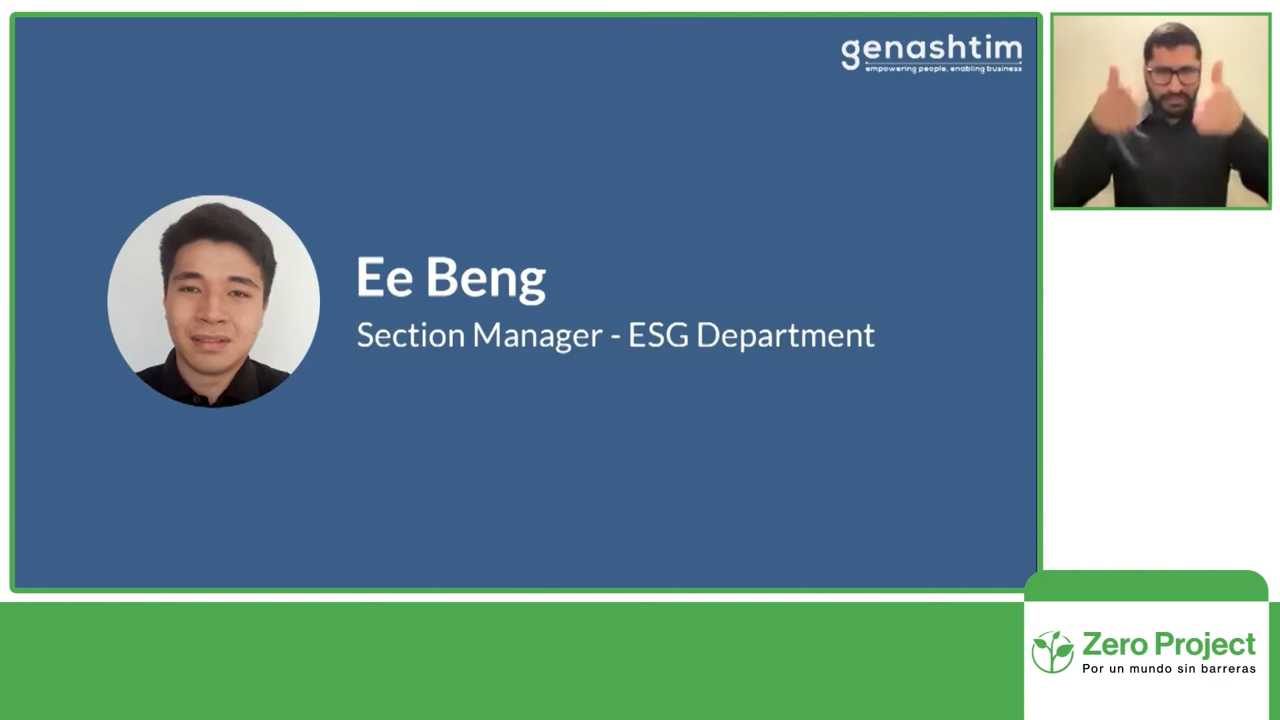 genashtim
empowering people, enabling business
Ee Beng
Section Manager - ESG Department
Zero Project
Por un mundo sin barreras